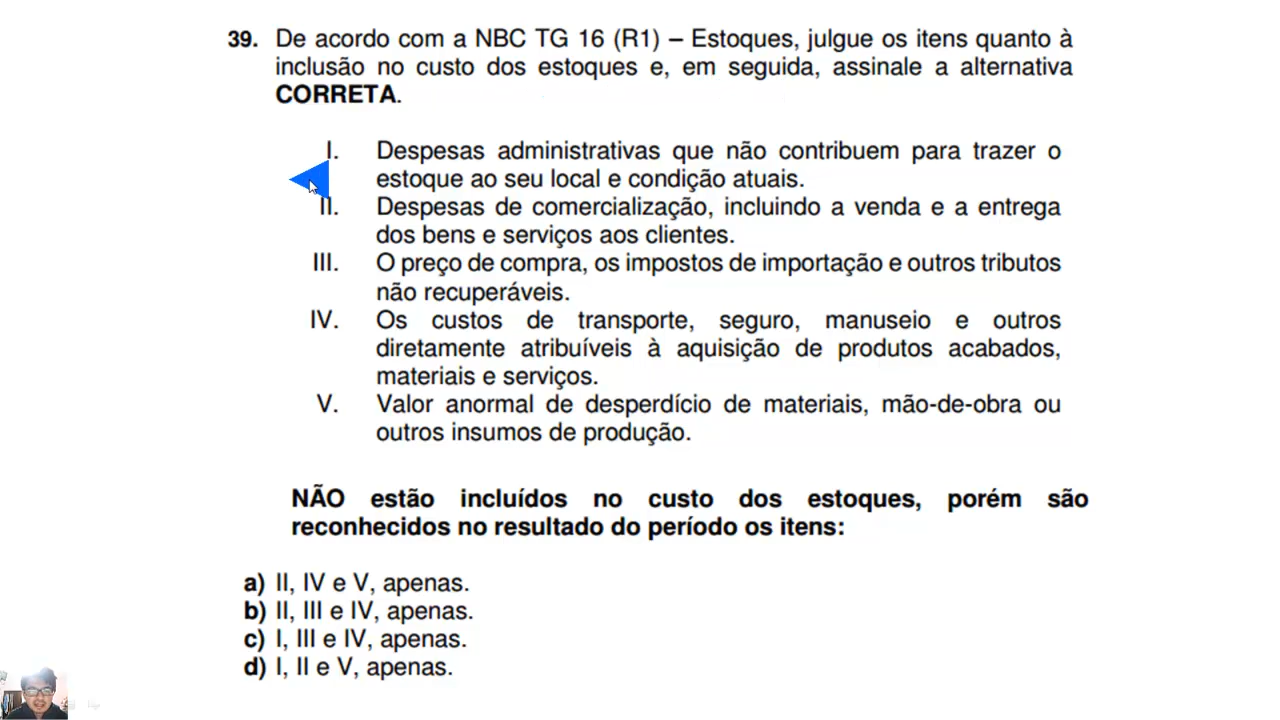 39. De acordo com a NBC TG 16 (R1) – Estoques, julgue os itens quanto à
inclusão no custo dos estoques e, em seguida, assinale a alternativa
CORRETA.
I. Despesas administrativas que não contribuem para trazer o
estoque ao seu local e condição atuais.
II. Despesas de comercialização, incluindo a venda e a entrega
dos bens e serviços aos clientes.
III. O preço de compra, os impostos de importação e outros tributos
não recuperáveis.
IV. Os custos de transporte, seguro, manuseio e outros
diretamente atribuíveis à aquisição de produtos acabados,
materiais e serviços.
V. Valor anormal de desperdício de materiais, mão-de-obra ou
outros insumos de produção.
NÃO estão incluídos no custo dos estoques, porém são
reconhecidos no resultado do período os itens:
a) II, IV e V, apenas.
b) II, III e IV, apenas.
c) I, III e IV, apenas.
d) I, II e V, apenas.